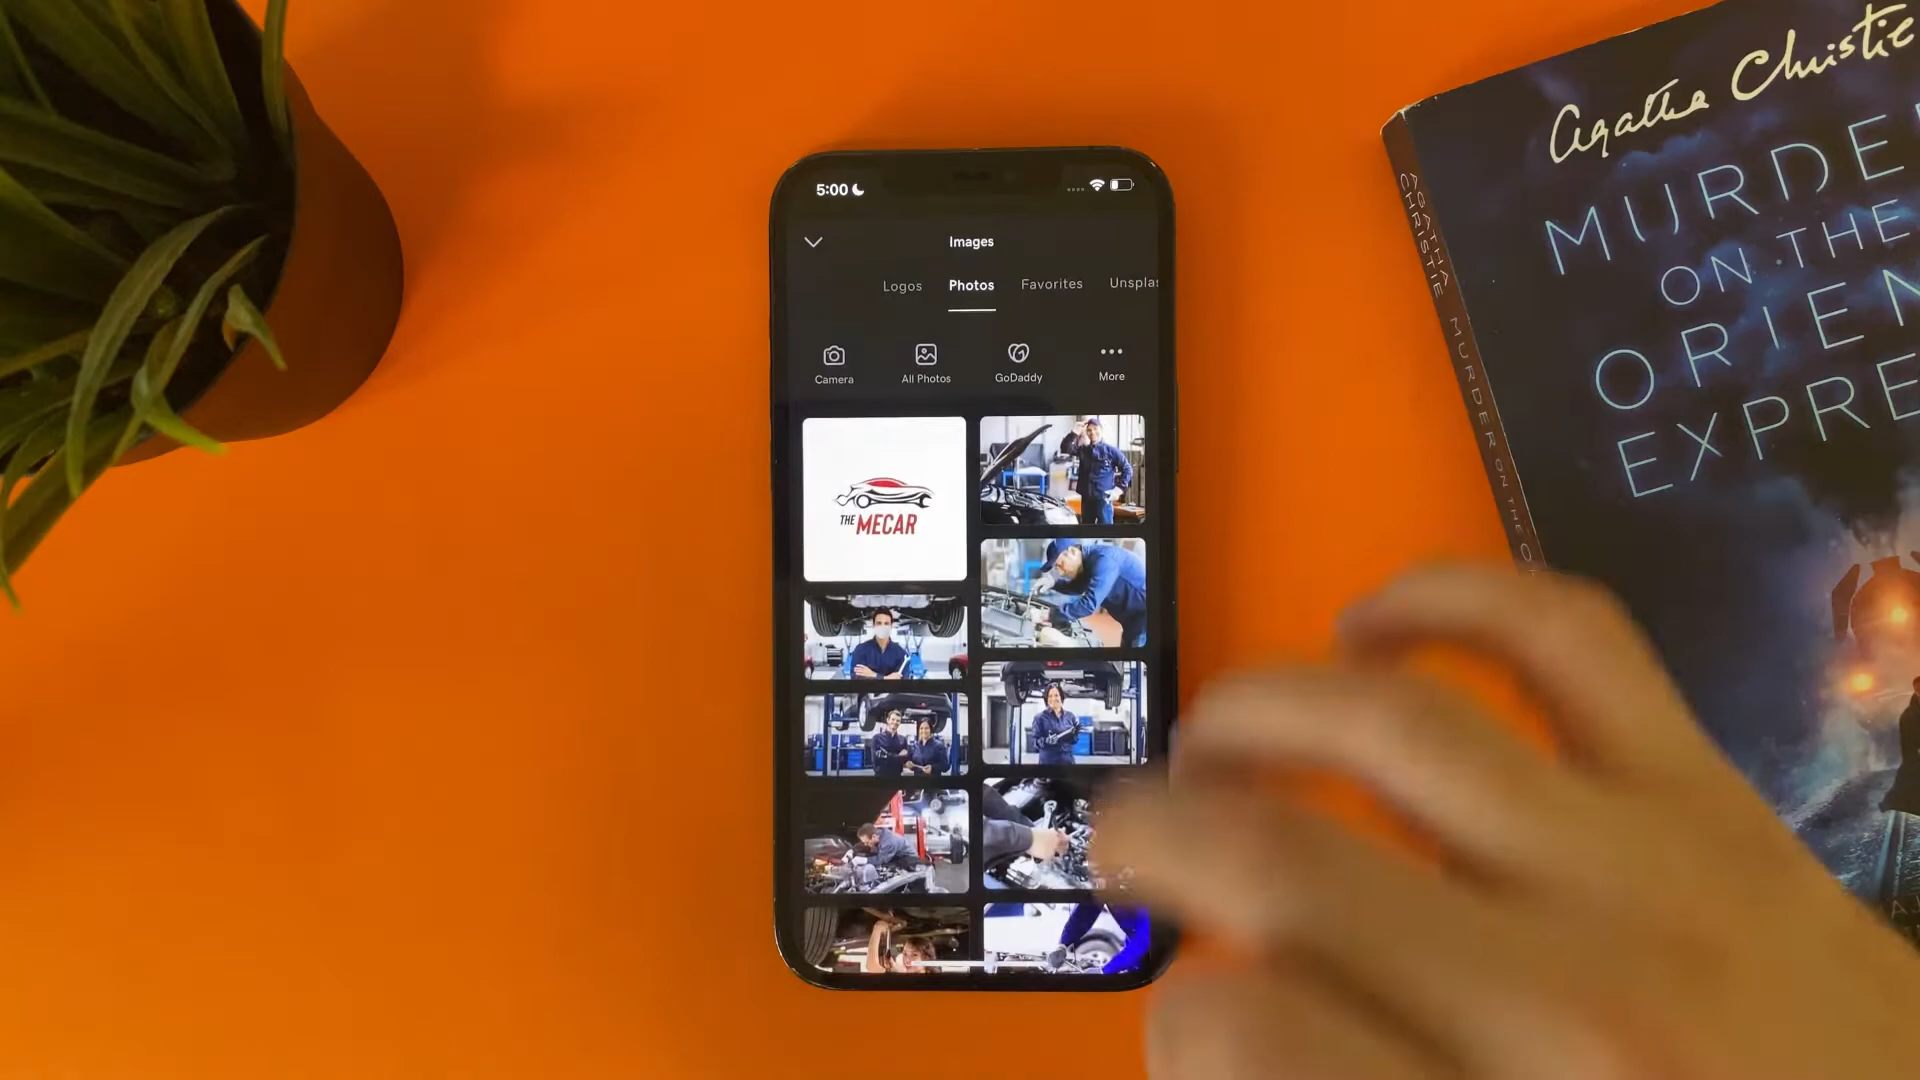 5:00
Images
Logos Photos Favorites Unsplas
Camera All Photos GoDaddy More
THE MECAR
Agatha Christie
MURDE
ON THE
ORIEN
EXPRE
AGATHA CHRISTIE MURDER ON THE O